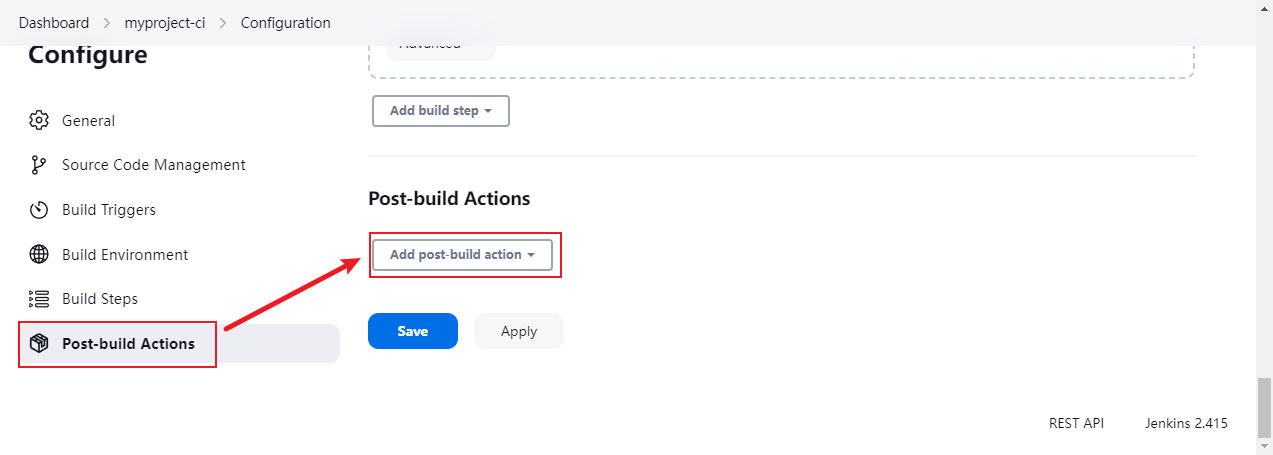 Dashboard > myproject-ci > Configuration
Configure
General
Source Code Management
Build Triggers
Build Environment
Build Steps
Post-build Actions
Advanced
Add build step
Post-build Actions
Add post-build action
Save
Apply
REST API
Jenkins 2.415